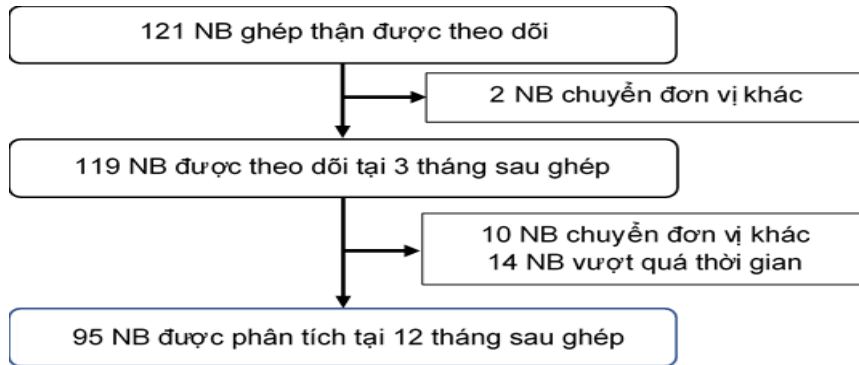 121 NB ghép thận được theo dõi
2 NB chuyển đơn vị khác
119 NB được theo dõi tại 3 tháng sau ghép
10 NB chuyển đơn vị khác
14 NB vượt quá thời gian
95 NB được phân tích tại 12 tháng sau ghép